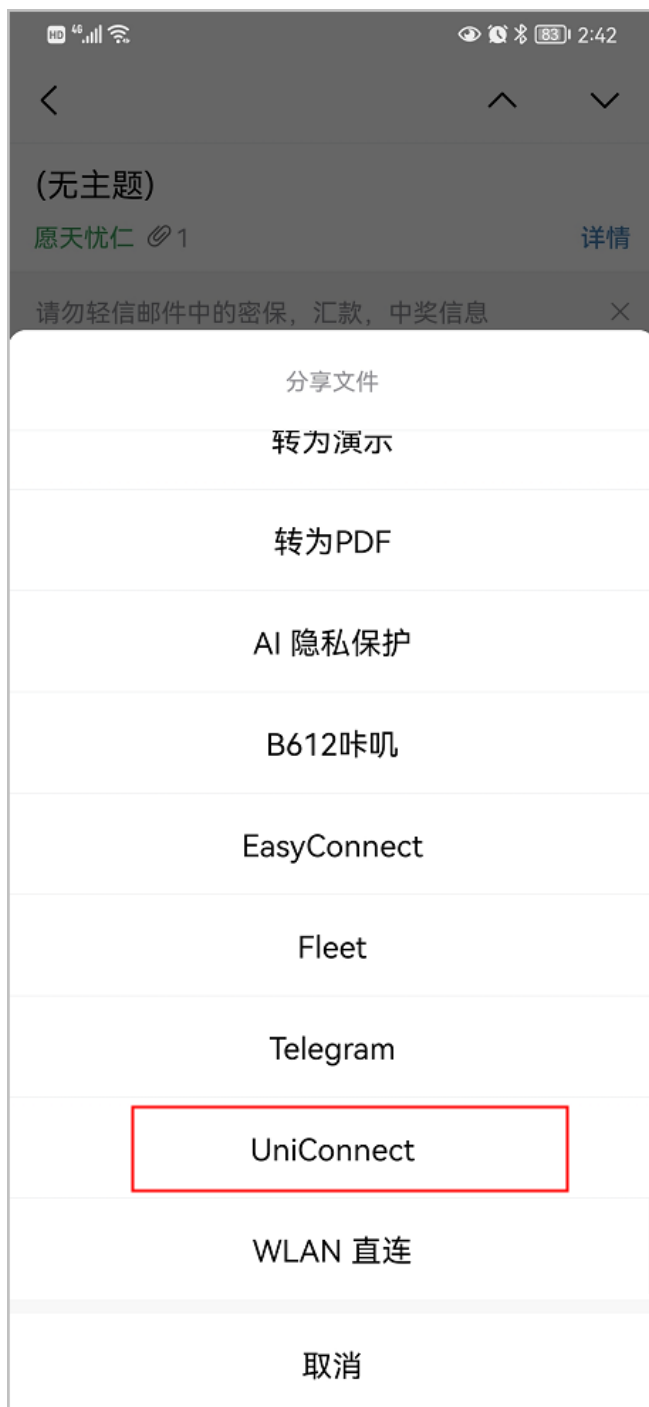 HD 4G 83 2:42
(无主题)
愿天忧仁 1 详情
请勿轻信邮件中的密保，汇款，中奖信息
分享文件
转为演示
转为PDF
AI 隐私保护
B612咔叽
EasyConnect
Fleet
Telegram
UniConnect
WLAN 直连
取消